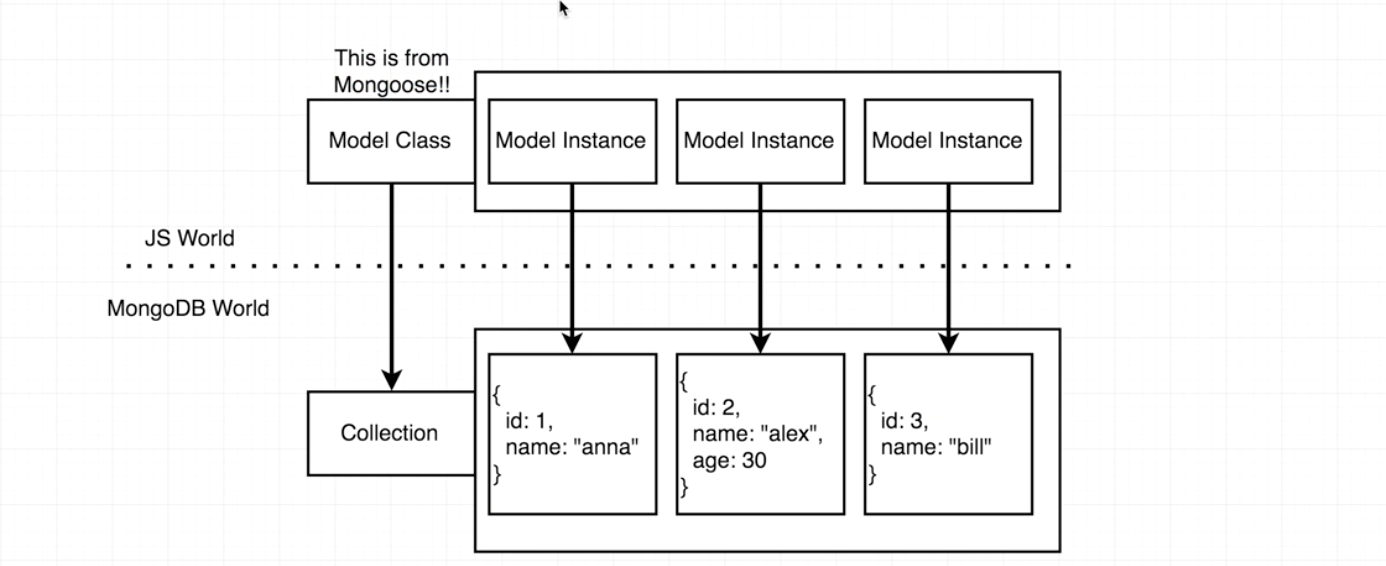 This is from
Mongoose!!
Model Class
Model Instance
Model Instance
Model Instance
JS World
MongoDB World
Collection
{
id: 1,
name: "anna"
}
{
id: 2,
name: "alex",
age: 30
}
{
id: 3,
name: "bill"
}